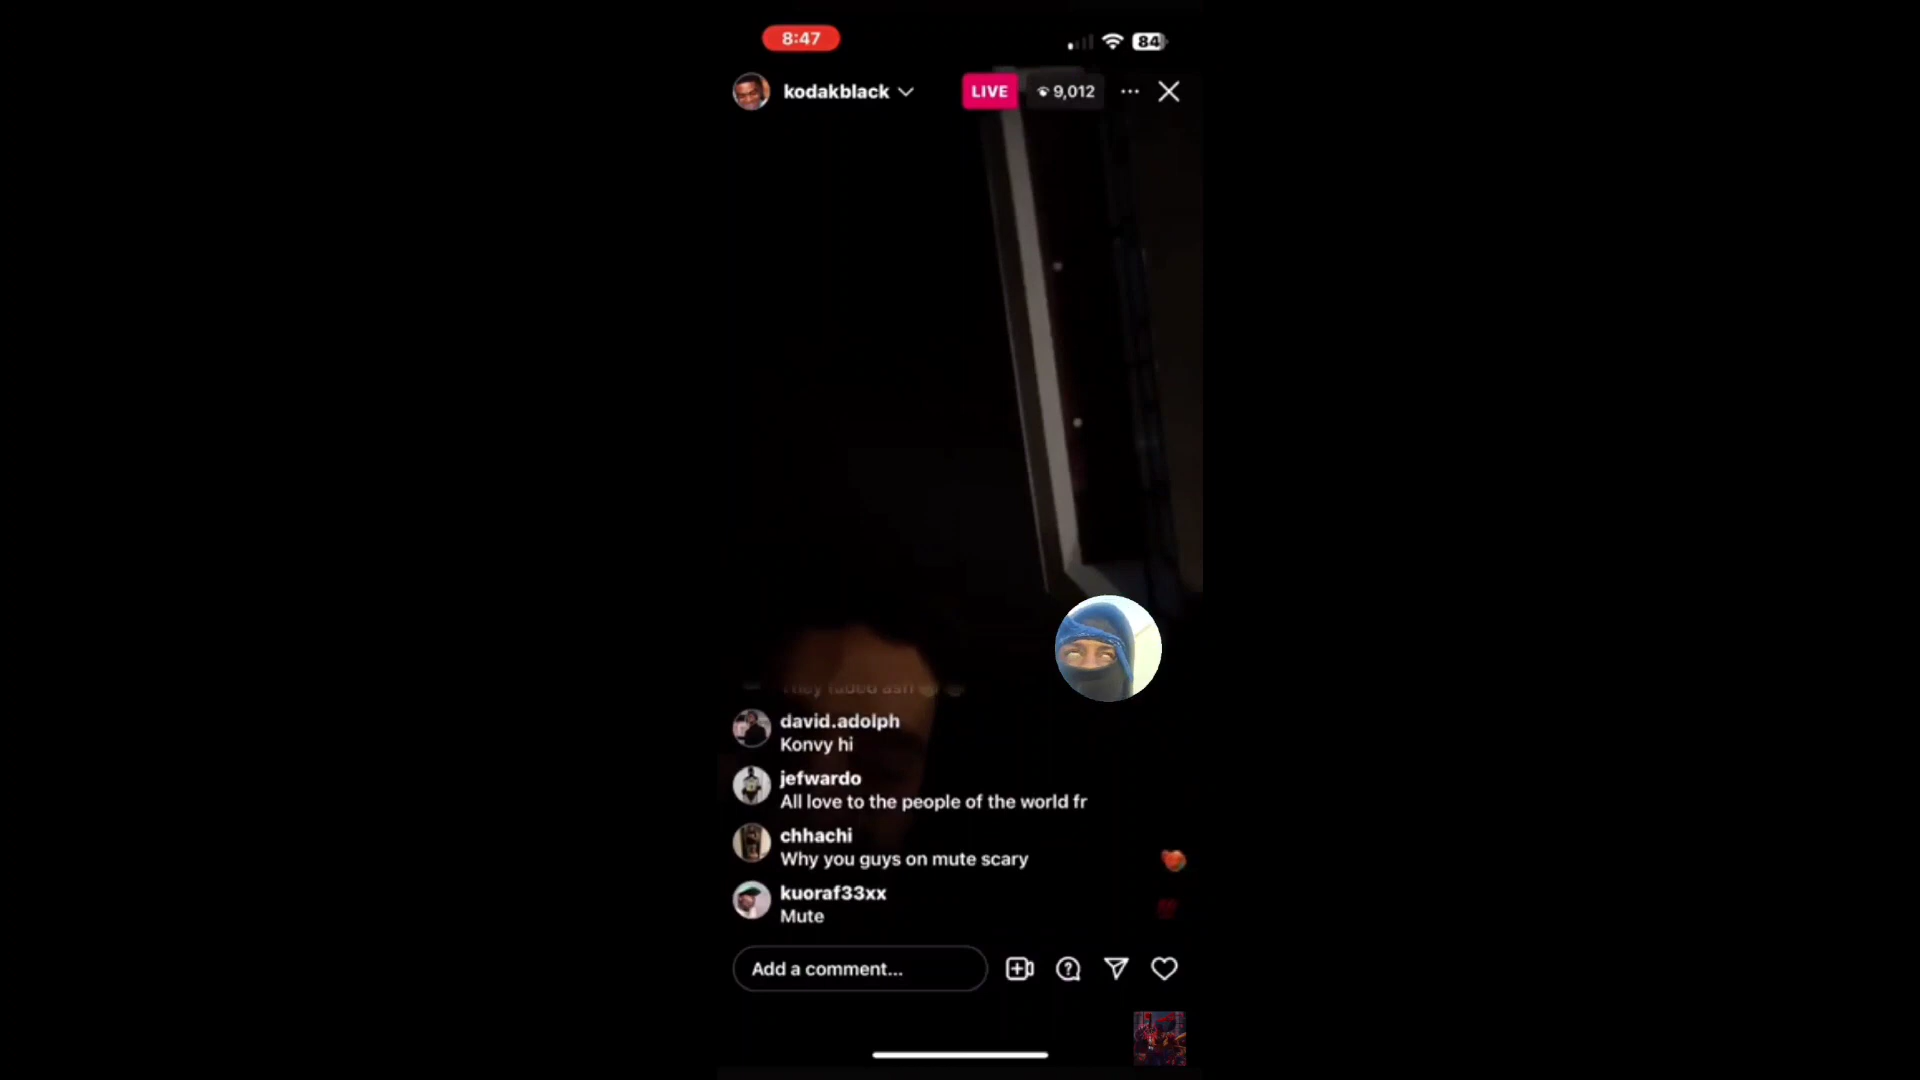 8:47
84
kodakblack
LIVE
9,012
david.adolph
Konvy hi
jefwardo
All love to the people of the world fr
chhachi
Why you guys on mute scary
kuoraf33xx
Mute
Add a comment...